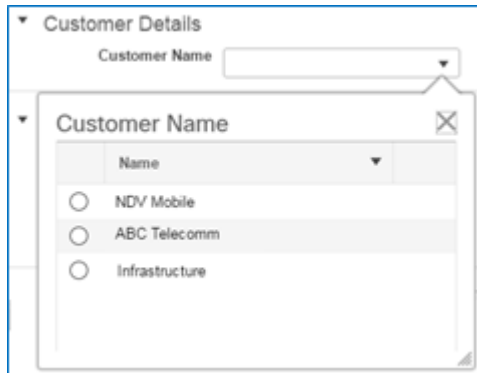 Customer Details
Customer Name
Customer Name
Name
NDV Mobile
ABC Telecomm
Infrastructure